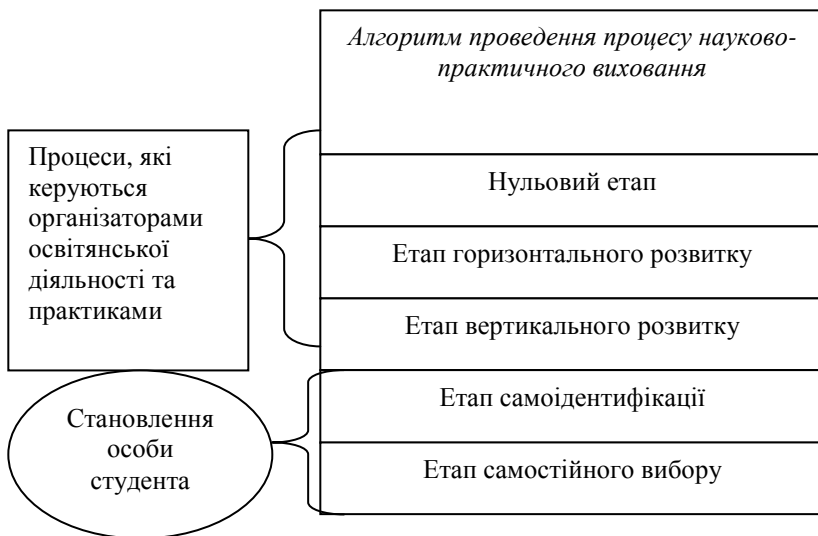 Алгоритм проведення процесу науково-
практичного виховання
Процеси, які
керуються
організаторами
освітянської
діяльності та
практиками
Нульовий етап
Етап горизонтального розвитку
Етап вертикального розвитку
Становлення
особи
студента
Етап самоідентифікації
Етап самостійного вибору